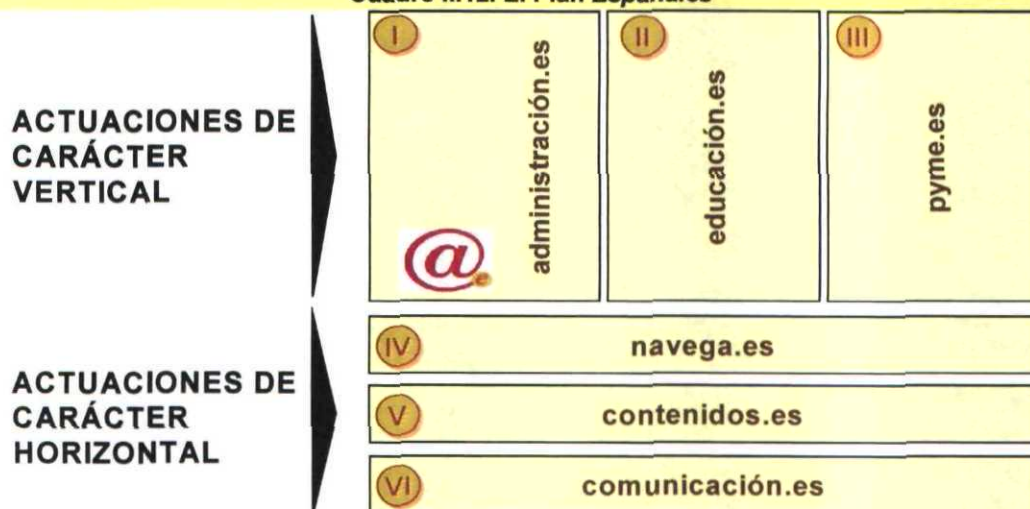 I
II
III
ACTUACIONES DE
CARÁCTER
VERTICAL
administración.es
educación.es
pyme.es
@e
IV
navega.es
ACTUACIONES DE
CARÁCTER
HORIZONTAL
V
contenidos.es
VI
comunicación.es